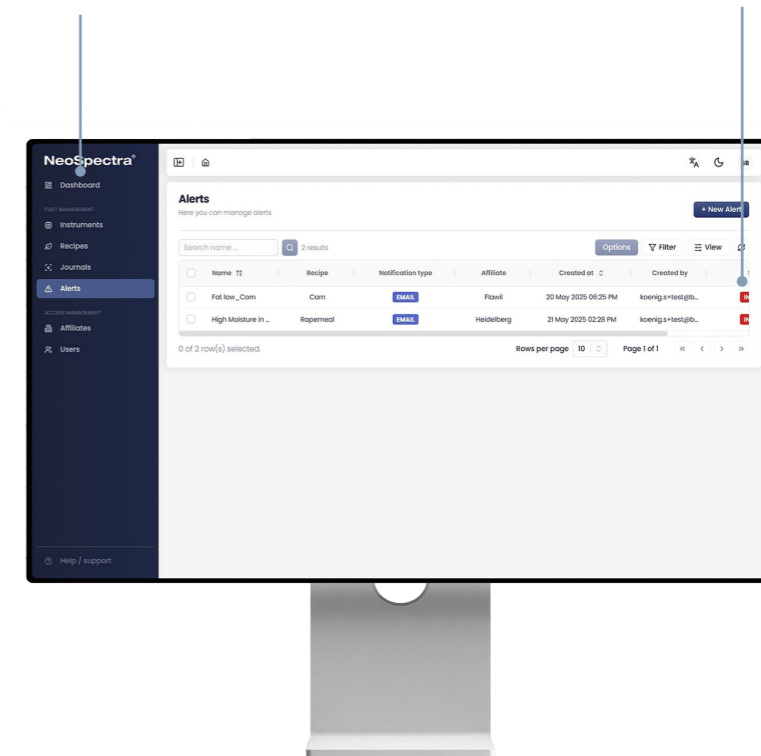 NeoSpectra®
Dashboard
FLEET MANAGEMENT
Instruments
Recipes
Journals
Alerts
ACCESS MANAGEMENT
Affiliates
Users
Help / support
Alerts
Here you can manage alerts
+ New Alert
Search name ...
2 results
Options
Filter
View
Name Recipe Notification type Affiliate Created at Created by
Fat low_Corn Corn EMAIL Flawil 20 May 2025 06:25 PM koenig.s+test@b... IN
High Moisture in ... Rapemeal EMAIL Heidelberg 21 May 2025 02:28 PM koenig.s+test@b... IN
0 of 2 row(s) selected.
Rows per page 10 Page 1 of 1